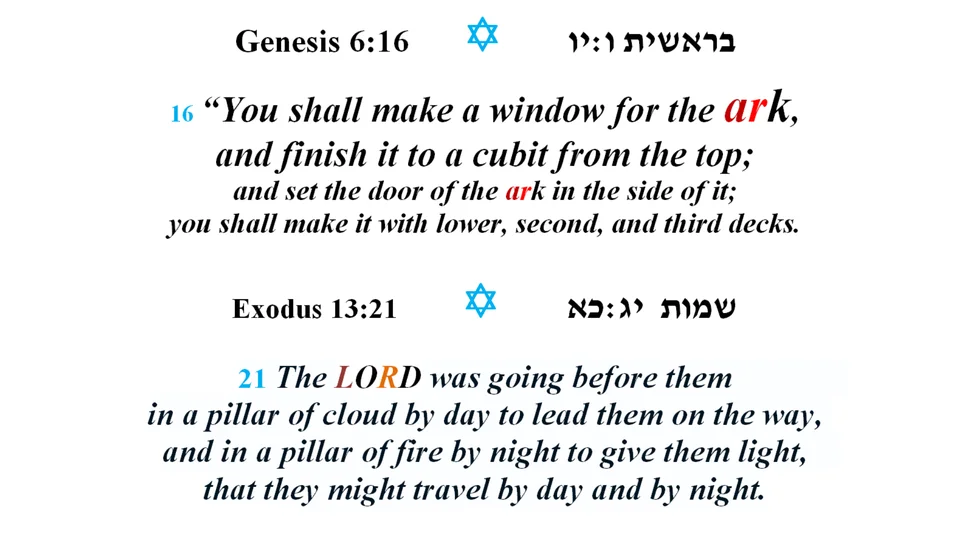 Genesis 6:16 ✡ בראשית ו:יו
16 “You shall make a window for the ark,
and finish it to a cubit from the top;
and set the door of the ark in the side of it;
you shall make it with lower, second, and third decks.
Exodus 13:21 ✡ שמות יג:כא
21 The LORD was going before them
in a pillar of cloud by day to lead them on the way,
and in a pillar of fire by night to give them light,
that they might travel by day and by night.